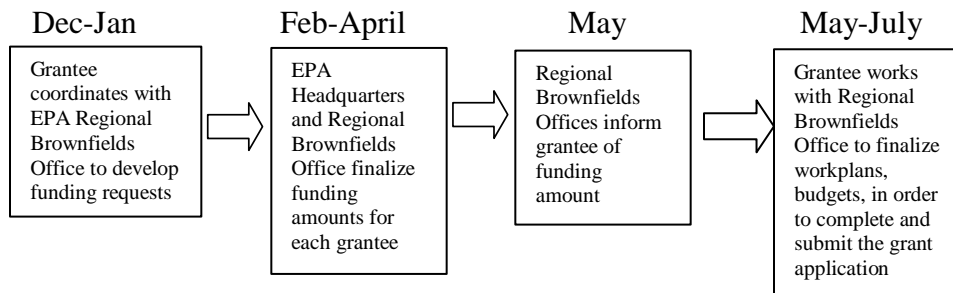 Dec-Jan
Grantee
coordinates with
EPA Regional
Brownfields
Office to develop
funding requests
Feb-April
EPA
Headquarters
and Regional
Brownfields
Office finalize
funding
amounts for
each grantee
May
Regional
Brownfields
Offices inform
grantee of
funding
amount
May-July
Grantee works
with Regional
Brownfields
Office to finalize
workplans,
budgets, in order
to complete and
submit the grant
application